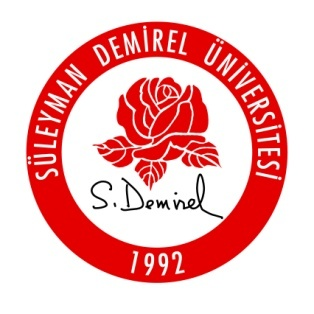 SÜLEYMAN DEMİREL ÜNİVERSİTESİ
S. Demirel
1992